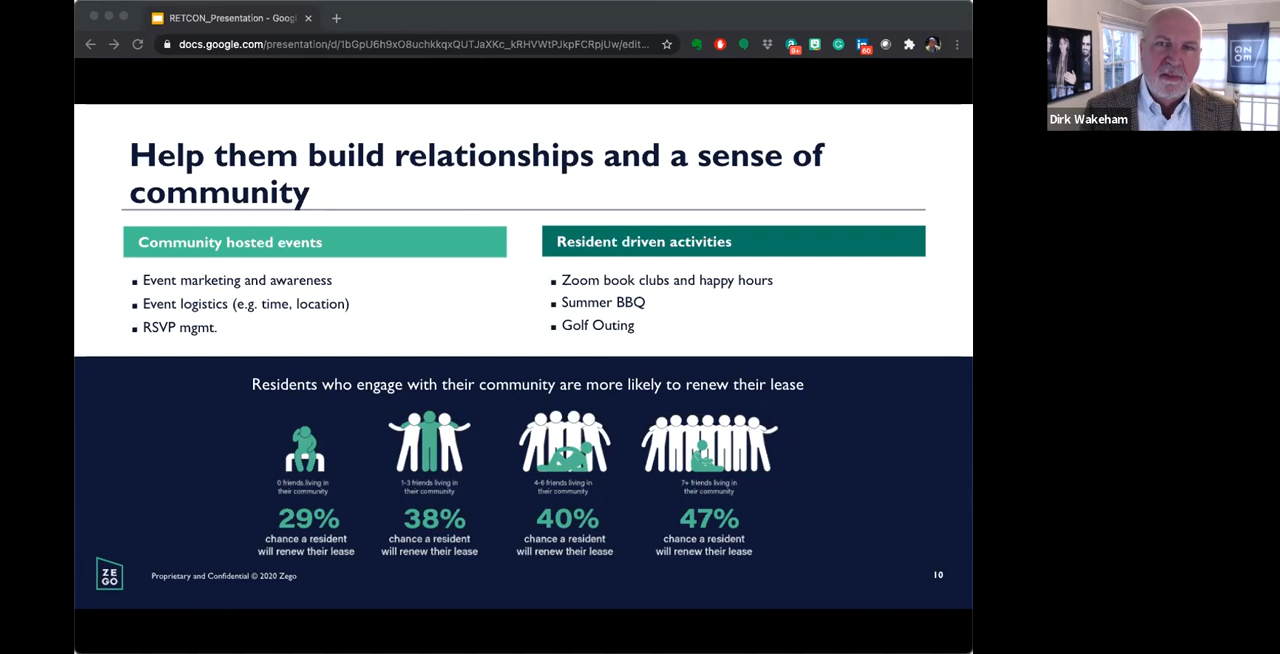 RETCON_Presentation - Googl
docs.google.com/presentation/d/1bGpU6h9xO8uchkkqxQUTJaXKc_kRHVWtPJkpFCRpjUw/edit...
9+
60
Help them build relationships and a sense of
community
Community hosted events
Event marketing and awareness
Event logistics (e.g. time, location)
RSVP mgmt.
Resident driven activities
Zoom book clubs and happy hours
Summer BBQ
Golf Outing
Residents who engage with their community are more likely to renew their lease
0 friends living in
their community
29%
chance a resident
will renew their lease
1-3 friends living in
their community
38%
chance a resident
will renew their lease
4-6 friends living in
their community
40%
chance a resident
will renew their lease
7+ friends living in
their community
47%
chance a resident
will renew their lease
ZE
GO
Proprietary and Confidential © 2020 Zego
10
Dirk Wakeham